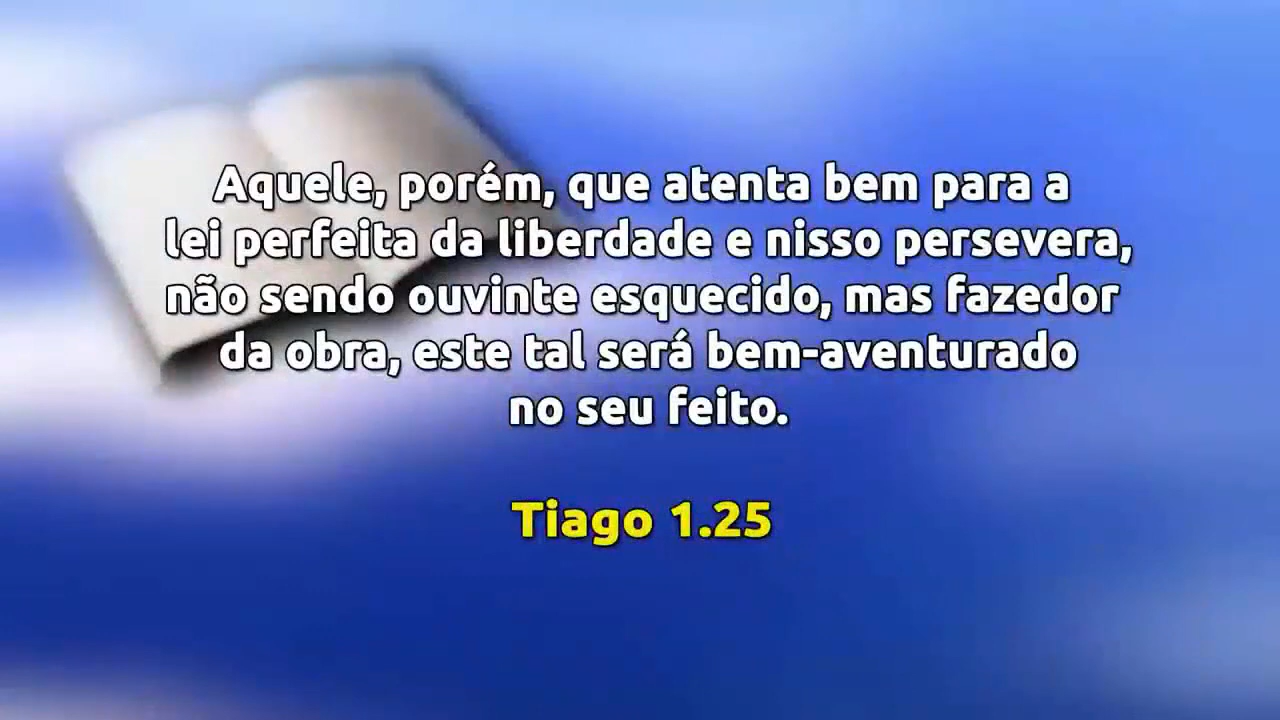 Aquele, porém, que atenta bem para a
lei perfeita da liberdade e nisso persevera,
não sendo ouvinte esquecido, mas fazedor
da obra, este tal será bem-aventurado
no seu feito.
Tiago 1.25